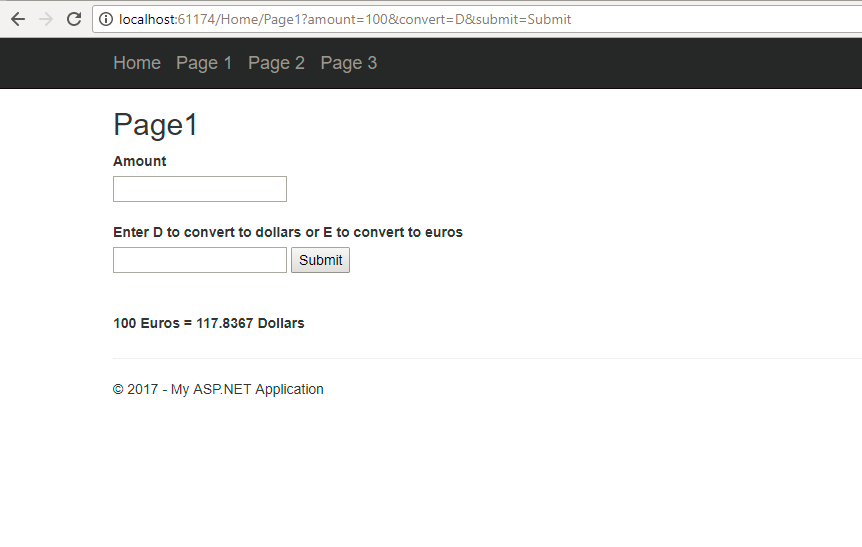 localhost:61174/Home/Page1?amount=100&convert=D&submit=Submit
Home Page 1 Page 2 Page 3
Page1
Amount
Enter D to convert to dollars or E to convert to euros
Submit
100 Euros = 117.8367 Dollars
© 2017 - My ASP.NET Application